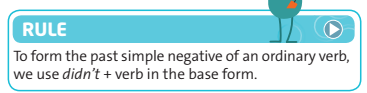 RULE
To form the past simple negative of an ordinary verb,
we use didn't + verb in the base form.